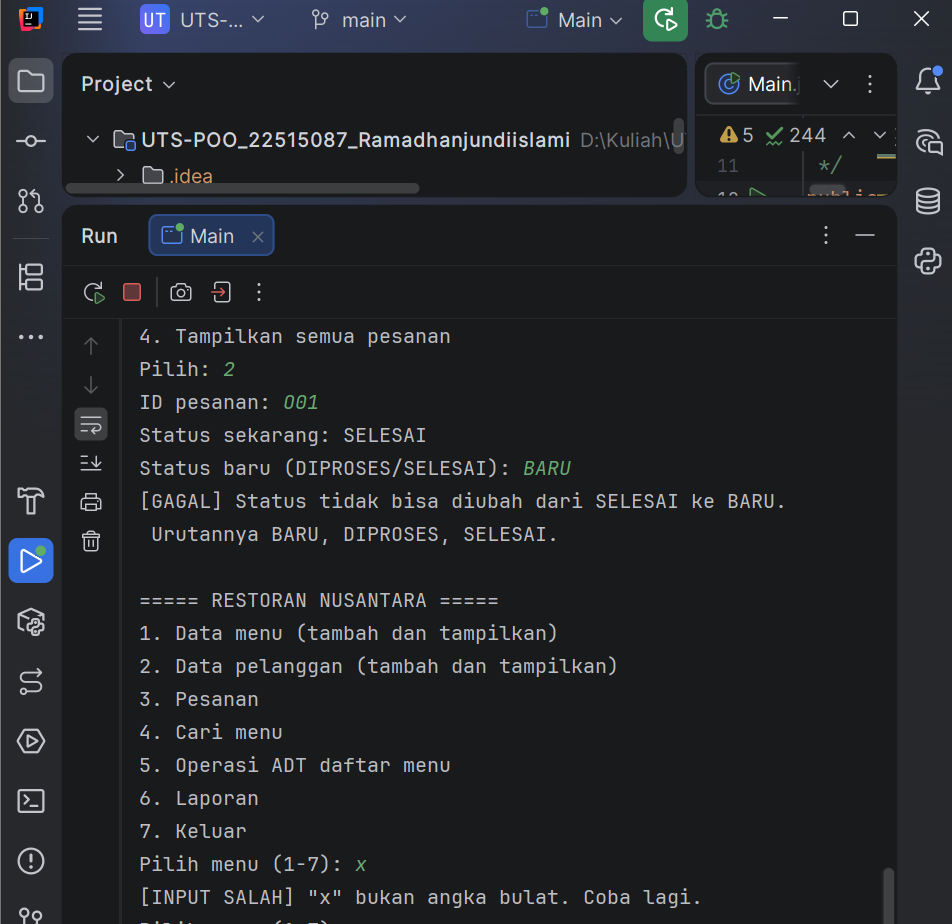 UT UTS-... main Main
Project
Main.j
UTS-POO_22515087_Ramadhanjundiislami D:\Kuliah\U
5 244
.idea
11 */
Run Main
4. Tampilkan semua pesanan
Pilih: 2
ID pesanan: O01
Status sekarang: SELESAI
Status baru (DIPROSES/SELESAI): BARU
[GAGAL] Status tidak bisa diubah dari SELESAI ke BARU.
Urutannya BARU, DIPROSES, SELESAI.
===== RESTORAN NUSANTARA =====
1. Data menu (tambah dan tampilkan)
2. Data pelanggan (tambah dan tampilkan)
3. Pesanan
4. Cari menu
5. Operasi ADT daftar menu
6. Laporan
7. Keluar
Pilih menu (1-7): x
[INPUT SALAH] "x" bukan angka bulat. Coba lagi.